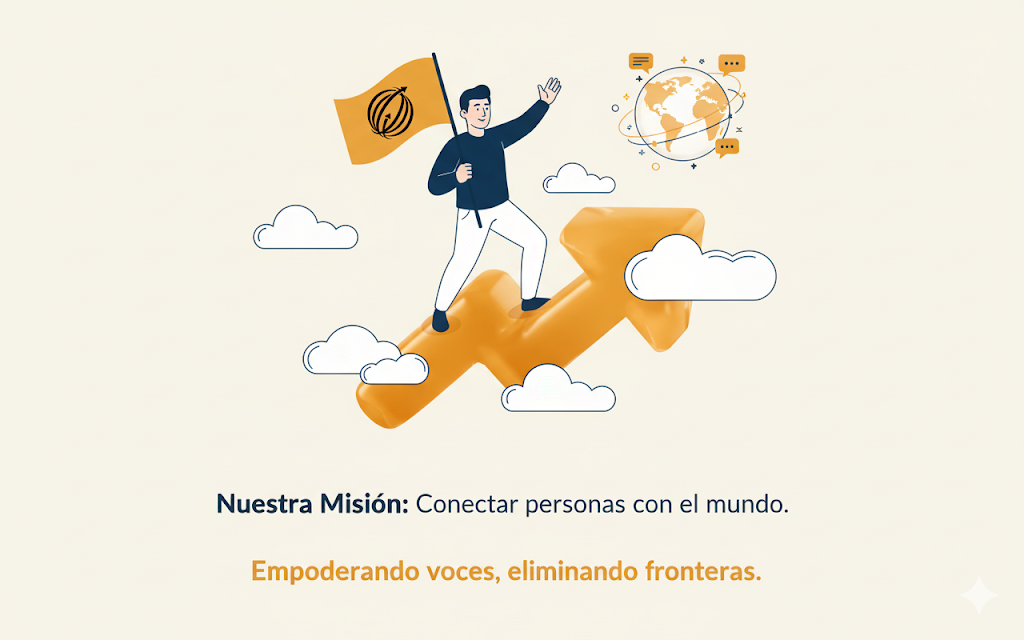 Nuestra Misión: Conectar personas con el mundo.
Empoderando voces, eliminando fronteras.